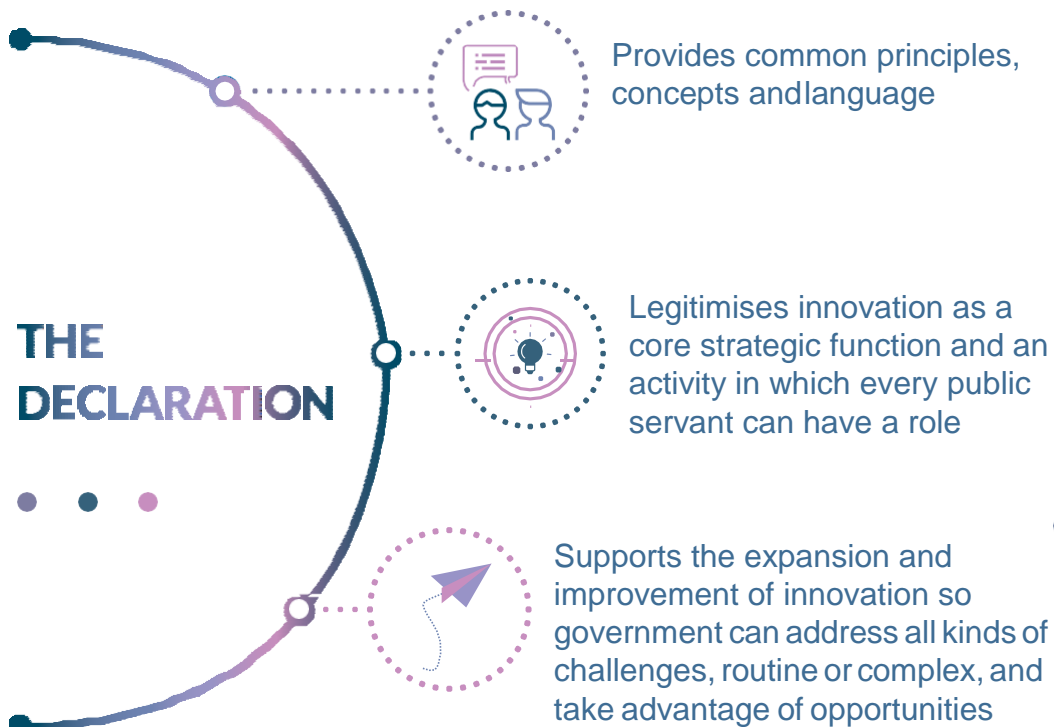 THE
DECLARATION
Provides common principles,
concepts andlanguage
Legitimises innovation as a
core strategic function and an
activity in which every public
servant can have a role
Supports the expansion and
improvement of innovation so
government can address all kinds of
challenges, routine or complex, and
take advantage of opportunities